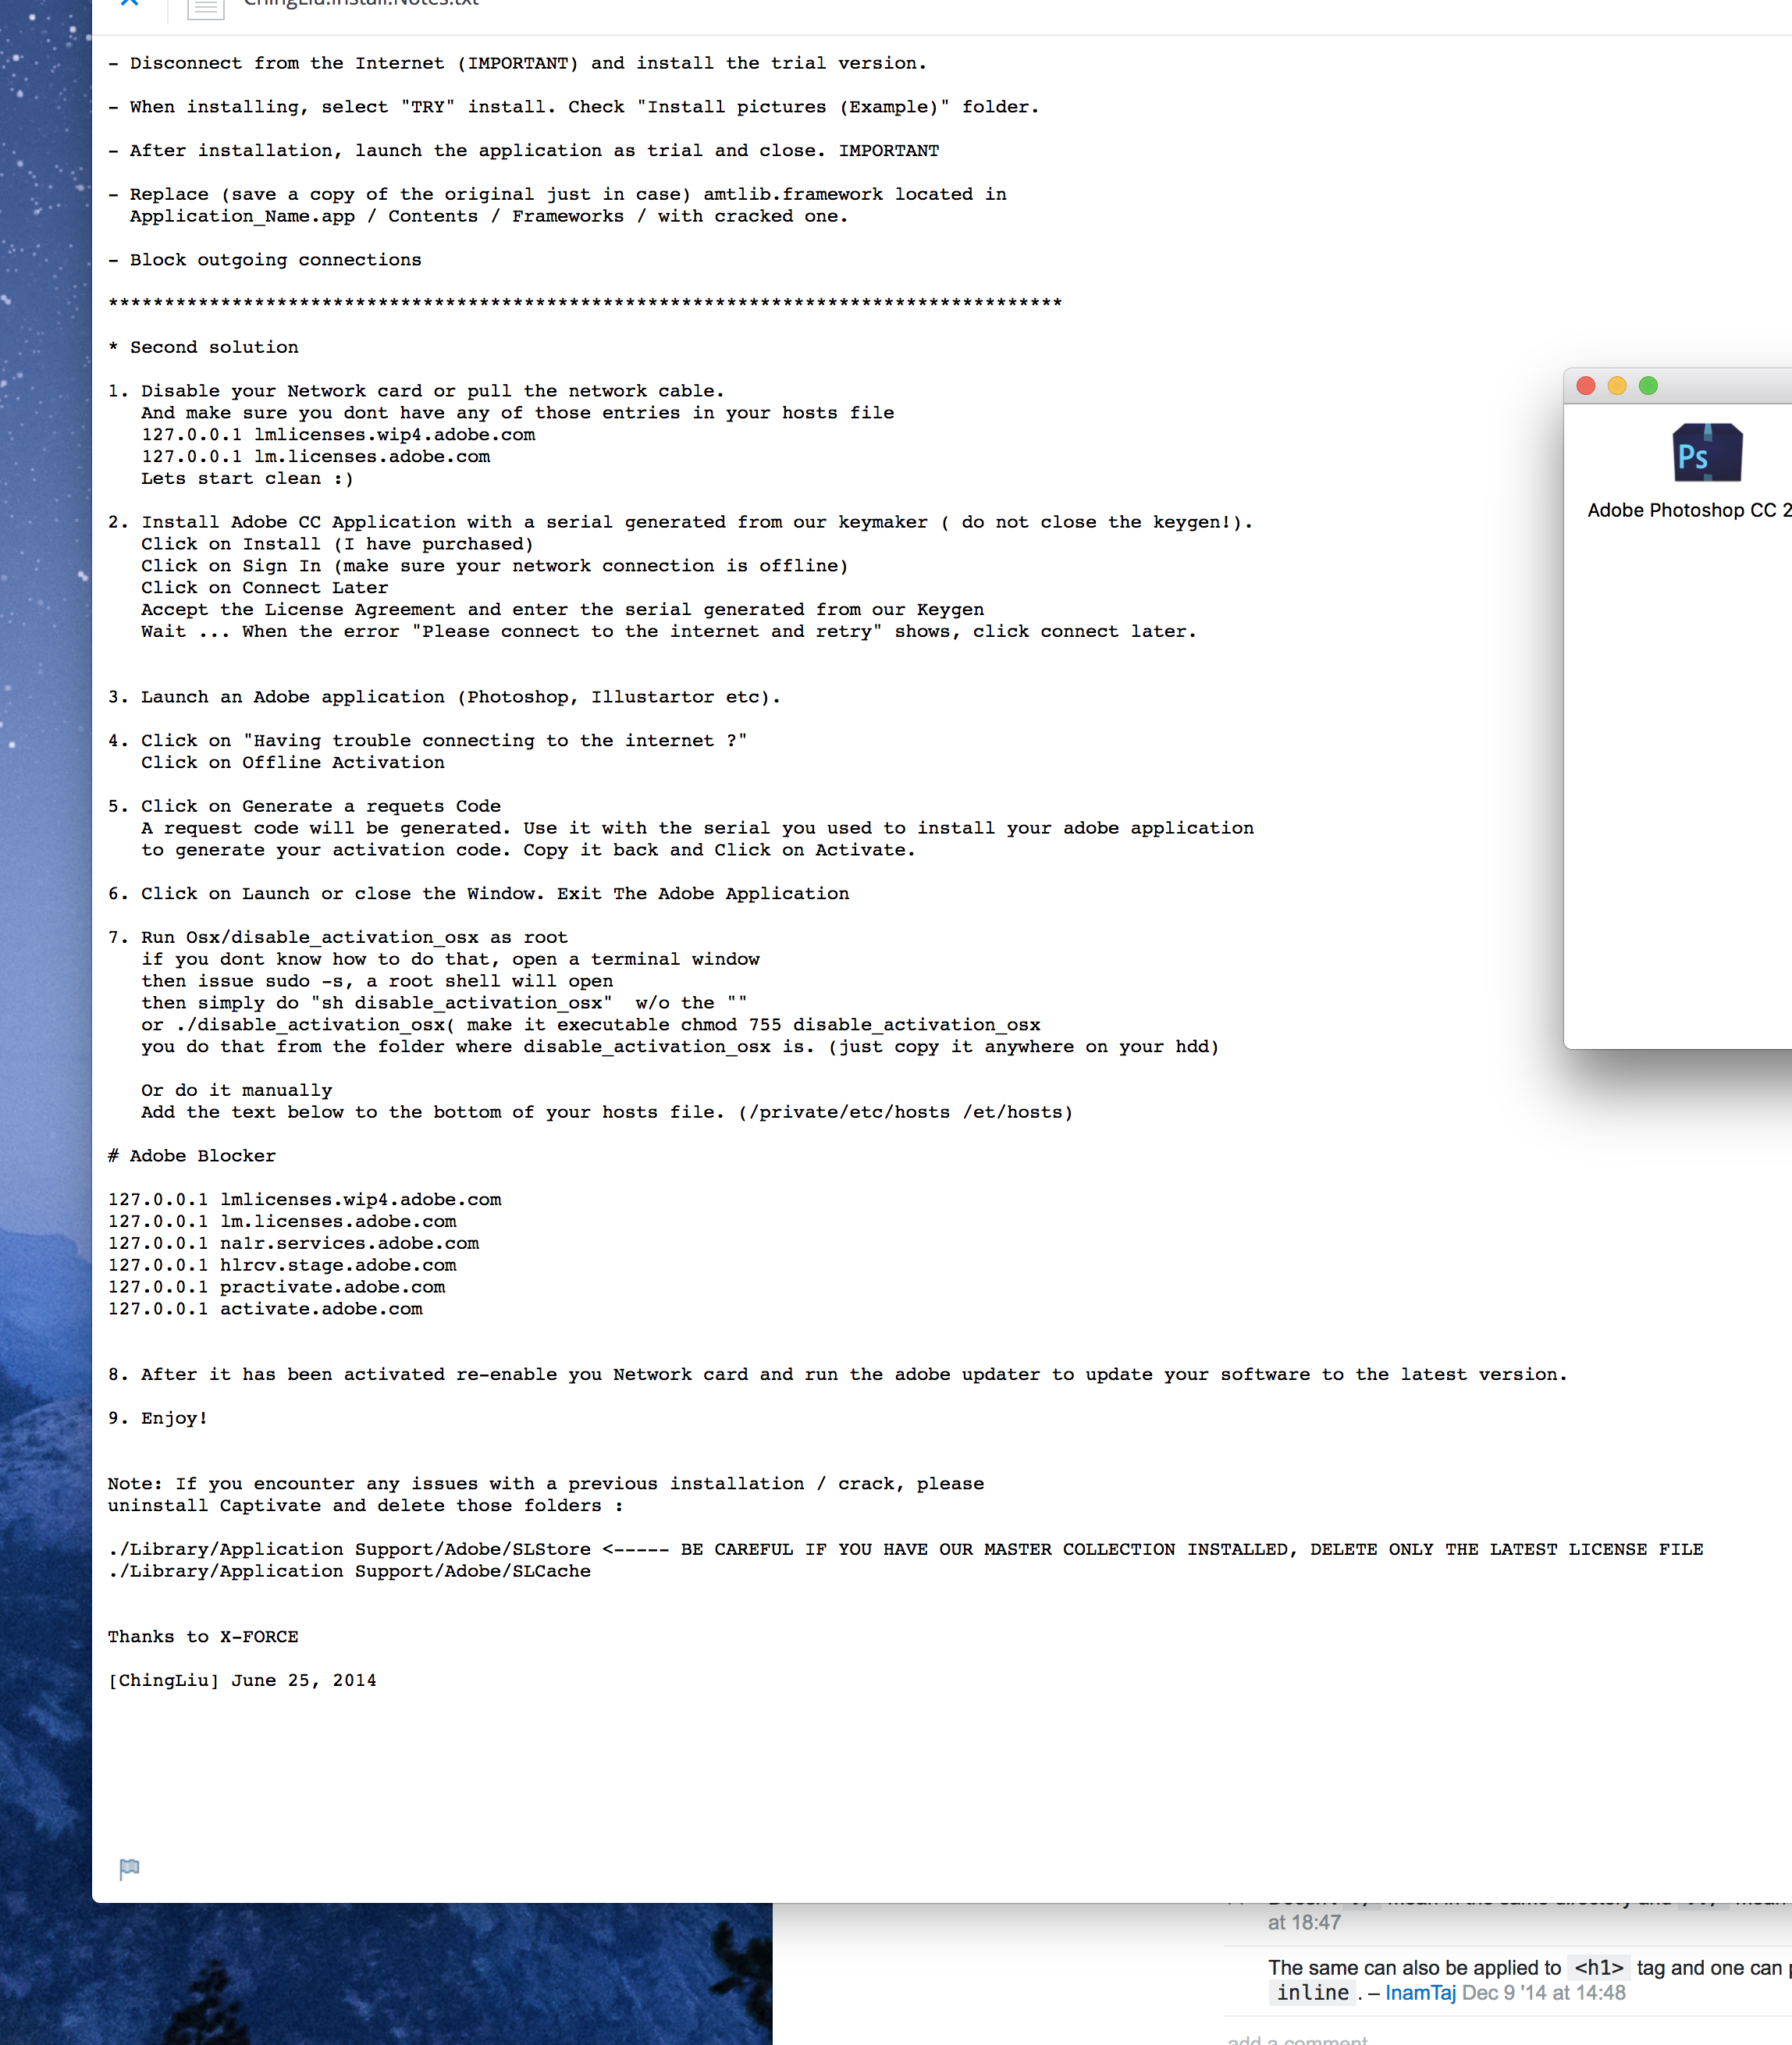 ChingLiu.Install.Notes.txt
- Disconnect from the Internet (IMPORTANT) and install the trial version.
- When installing, select "TRY" install. Check "Install pictures (Example)" folder.
- After installation, launch the application as trial and close. IMPORTANT
- Replace (save a copy of the original just in case) amtlib.framework located in
Application_Name.app / Contents / Frameworks / with cracked one.
- Block outgoing connections
*************************************************************************************
* Second solution
1. Disable your Network card or pull the network cable.
And make sure you dont have any of those entries in your hosts file
127.0.0.1 lmlicenses.wip4.adobe.com
127.0.0.1 lm.licenses.adobe.com
Lets start clean :)
2. Install Adobe CC Application with a serial generated from our keymaker ( do not close the keygen!).
Click on Install (I have purchased)
Click on Sign In (make sure your network connection is offline)
Click on Connect Later
Accept the License Agreement and enter the serial generated from our Keygen
Wait ... When the error "Please connect to the internet and retry" shows, click connect later.
3. Launch an Adobe application (Photoshop, Illustartor etc).
4. Click on "Having trouble connecting to the internet ?"
Click on Offline Activation
5. Click on Generate a requets Code
A request code will be generated. Use it with the serial you used to install your adobe application
to generate your activation code. Copy it back and Click on Activate.
6. Click on Launch or close the Window. Exit The Adobe Application
7. Run Osx/disable_activation_osx as root
if you dont know how to do that, open a terminal window
then issue sudo -s, a root shell will open
then simply do "sh disable_activation_osx"  w/o the ""
or ./disable_activation_osx( make it executable chmod 755 disable_activation_osx
you do that from the folder where disable_activation_osx is. (just copy it anywhere on your hdd)
Or do it manually
Add the text below to the bottom of your hosts file. (/private/etc/hosts /et/hosts)
# Adobe Blocker
127.0.0.1 lmlicenses.wip4.adobe.com
127.0.0.1 lm.licenses.adobe.com
127.0.0.1 na1r.services.adobe.com
127.0.0.1 hlrcv.stage.adobe.com
127.0.0.1 practivate.adobe.com
127.0.0.1 activate.adobe.com
8. After it has been activated re-enable you Network card and run the adobe updater to update your software to the latest version.
9. Enjoy!
Note: If you encounter any issues with a previous installation / crack, please
uninstall Captivate and delete those folders :
./Library/Application Support/Adobe/SLStore <----- BE CAREFUL IF YOU HAVE OUR MASTER COLLECTION INSTALLED, DELETE ONLY THE LATEST LICENSE FILE
./Library/Application Support/Adobe/SLCache
Thanks to X-FORCE
[ChingLiu] June 25, 2014
Ps
Adobe Photoshop CC 2
at 18:47
The same can also be applied to <h1> tag and one can
inline . – InamTaj Dec 9 '14 at 14:48
add a comment